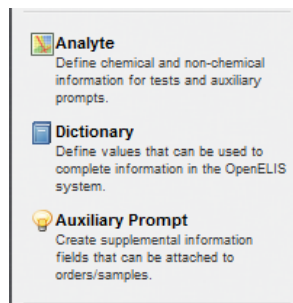 Analyte
Define chemical and non-chemical
information for tests and auxiliary
prompts.
Dictionary
Define values that can be used to
complete information in the OpenELIS
system.
Auxiliary Prompt
Create supplemental information
fields that can be attached to
orders/samples.